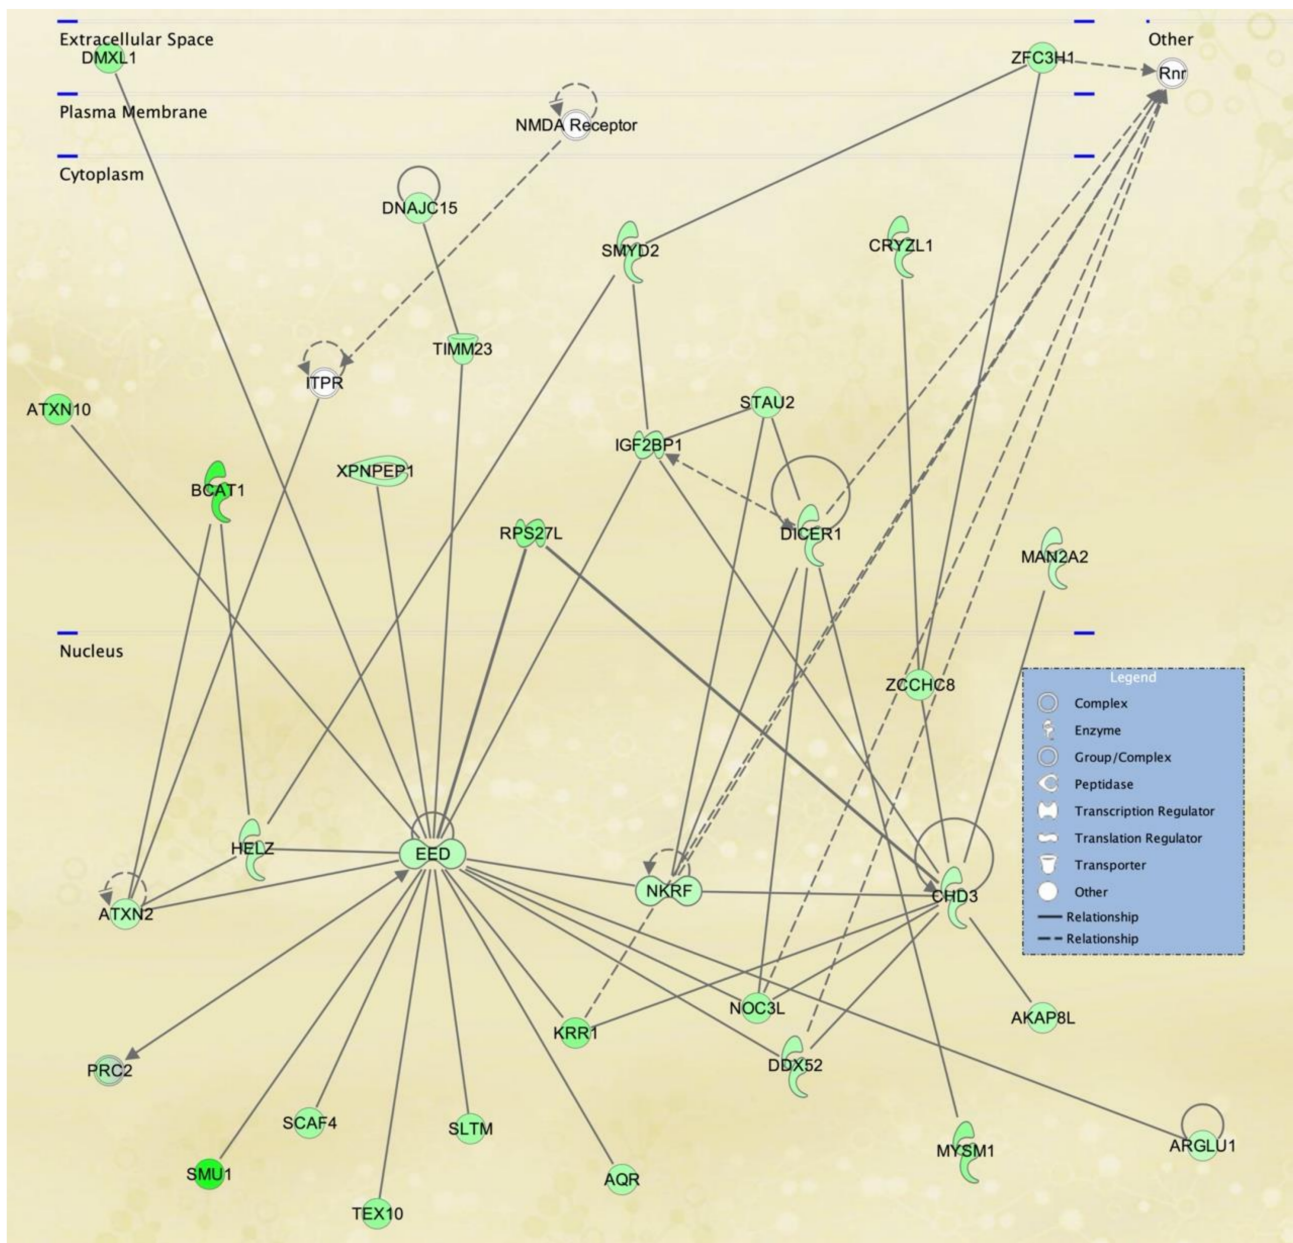 Extracellular Space
Other
DMXL1
ZFC3H1
Rnr
Plasma Membrane
NMDA Receptor
Cytoplasm
DNAJC15
SMYD2
CRYZL1
TIMM23
ITPR
ATXN10
STAU2
IGF2BP1
XPNPEP1
BCAT1
RPS27L
DICER1
MAN2A2
Nucleus
ZCCHC8
Legend
Complex
Enzyme
Group/Complex
Peptidase
Transcription Regulator
Translation Regulator
Transporter
Other
Relationship
Relationship
HELZ
EED
NKRF
CHD3
ATXN2
NOC3L
AKAP8L
KRR1
PRC2
DDX52
SCAF4
SLTM
MYSM1
ARGLU1
SMU1
AQR
TEX10